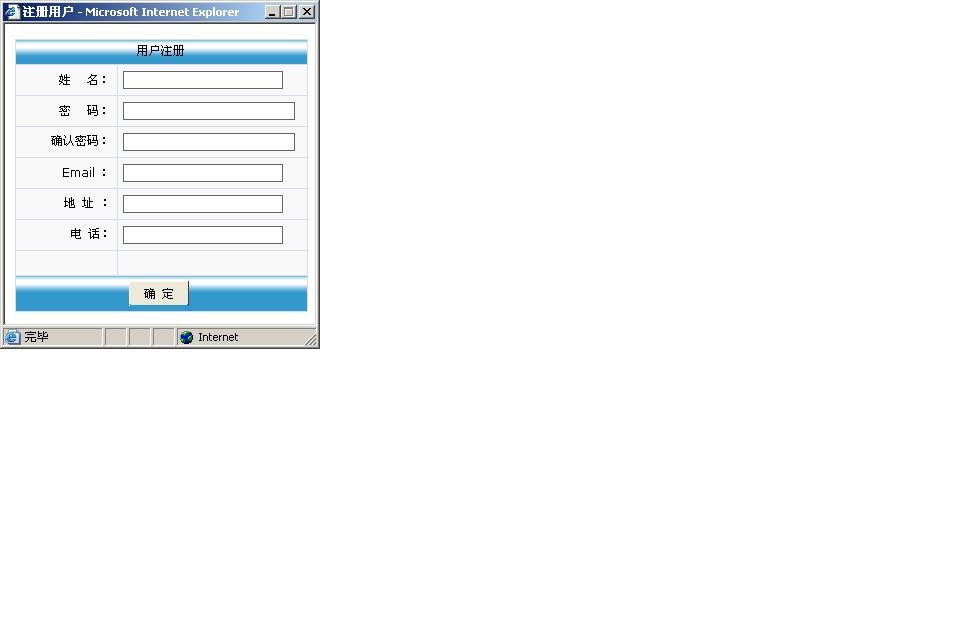 注册用户 - Microsoft Internet Explorer
用户注册
姓 名：
密 码：
确认密码：
Email ：
地 址 ：
电 话：
确 定
完毕 Internet